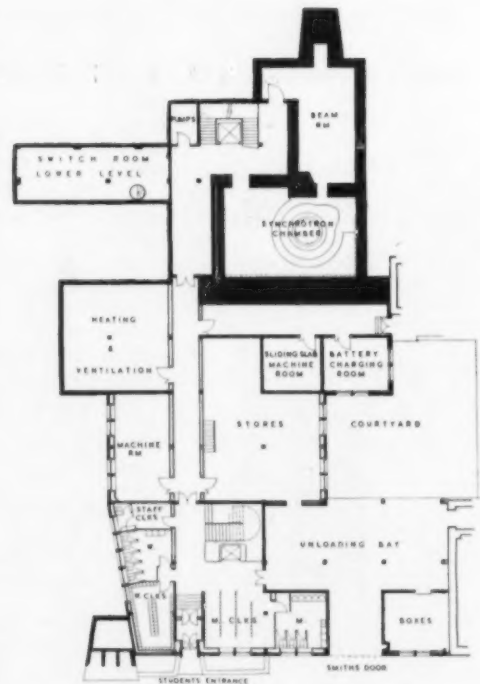 BEAM
RM.
PUMPS
SWITCH ROOM
LOWER LEVEL
SYNCHROTRON
CHAMBER
HEATING
&
VENTILATION
SLIDING SLAB
MACHINE
ROOM
BATTERY
CHARGING
ROOM
STORES
COURTYARD
MACHINE
RM
STAFF
CLKS
UNLOADING BAY
M.
W. CLKS
M. CLKS
M.
BOXES
STUDENTS ENTRANCE
SMITHS DOOR